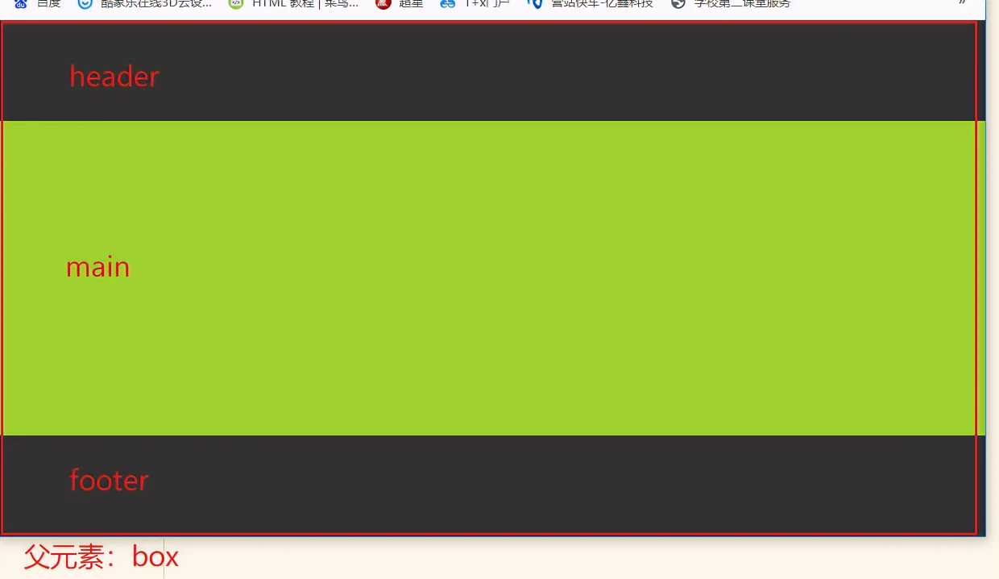 百度 酷家乐在线3D云设... HTML 教程 | 菜鸟... 超星 1+x门户 营站快车-亿鑫科技 学校第二课堂服务 »
header
main
footer
父元素：box